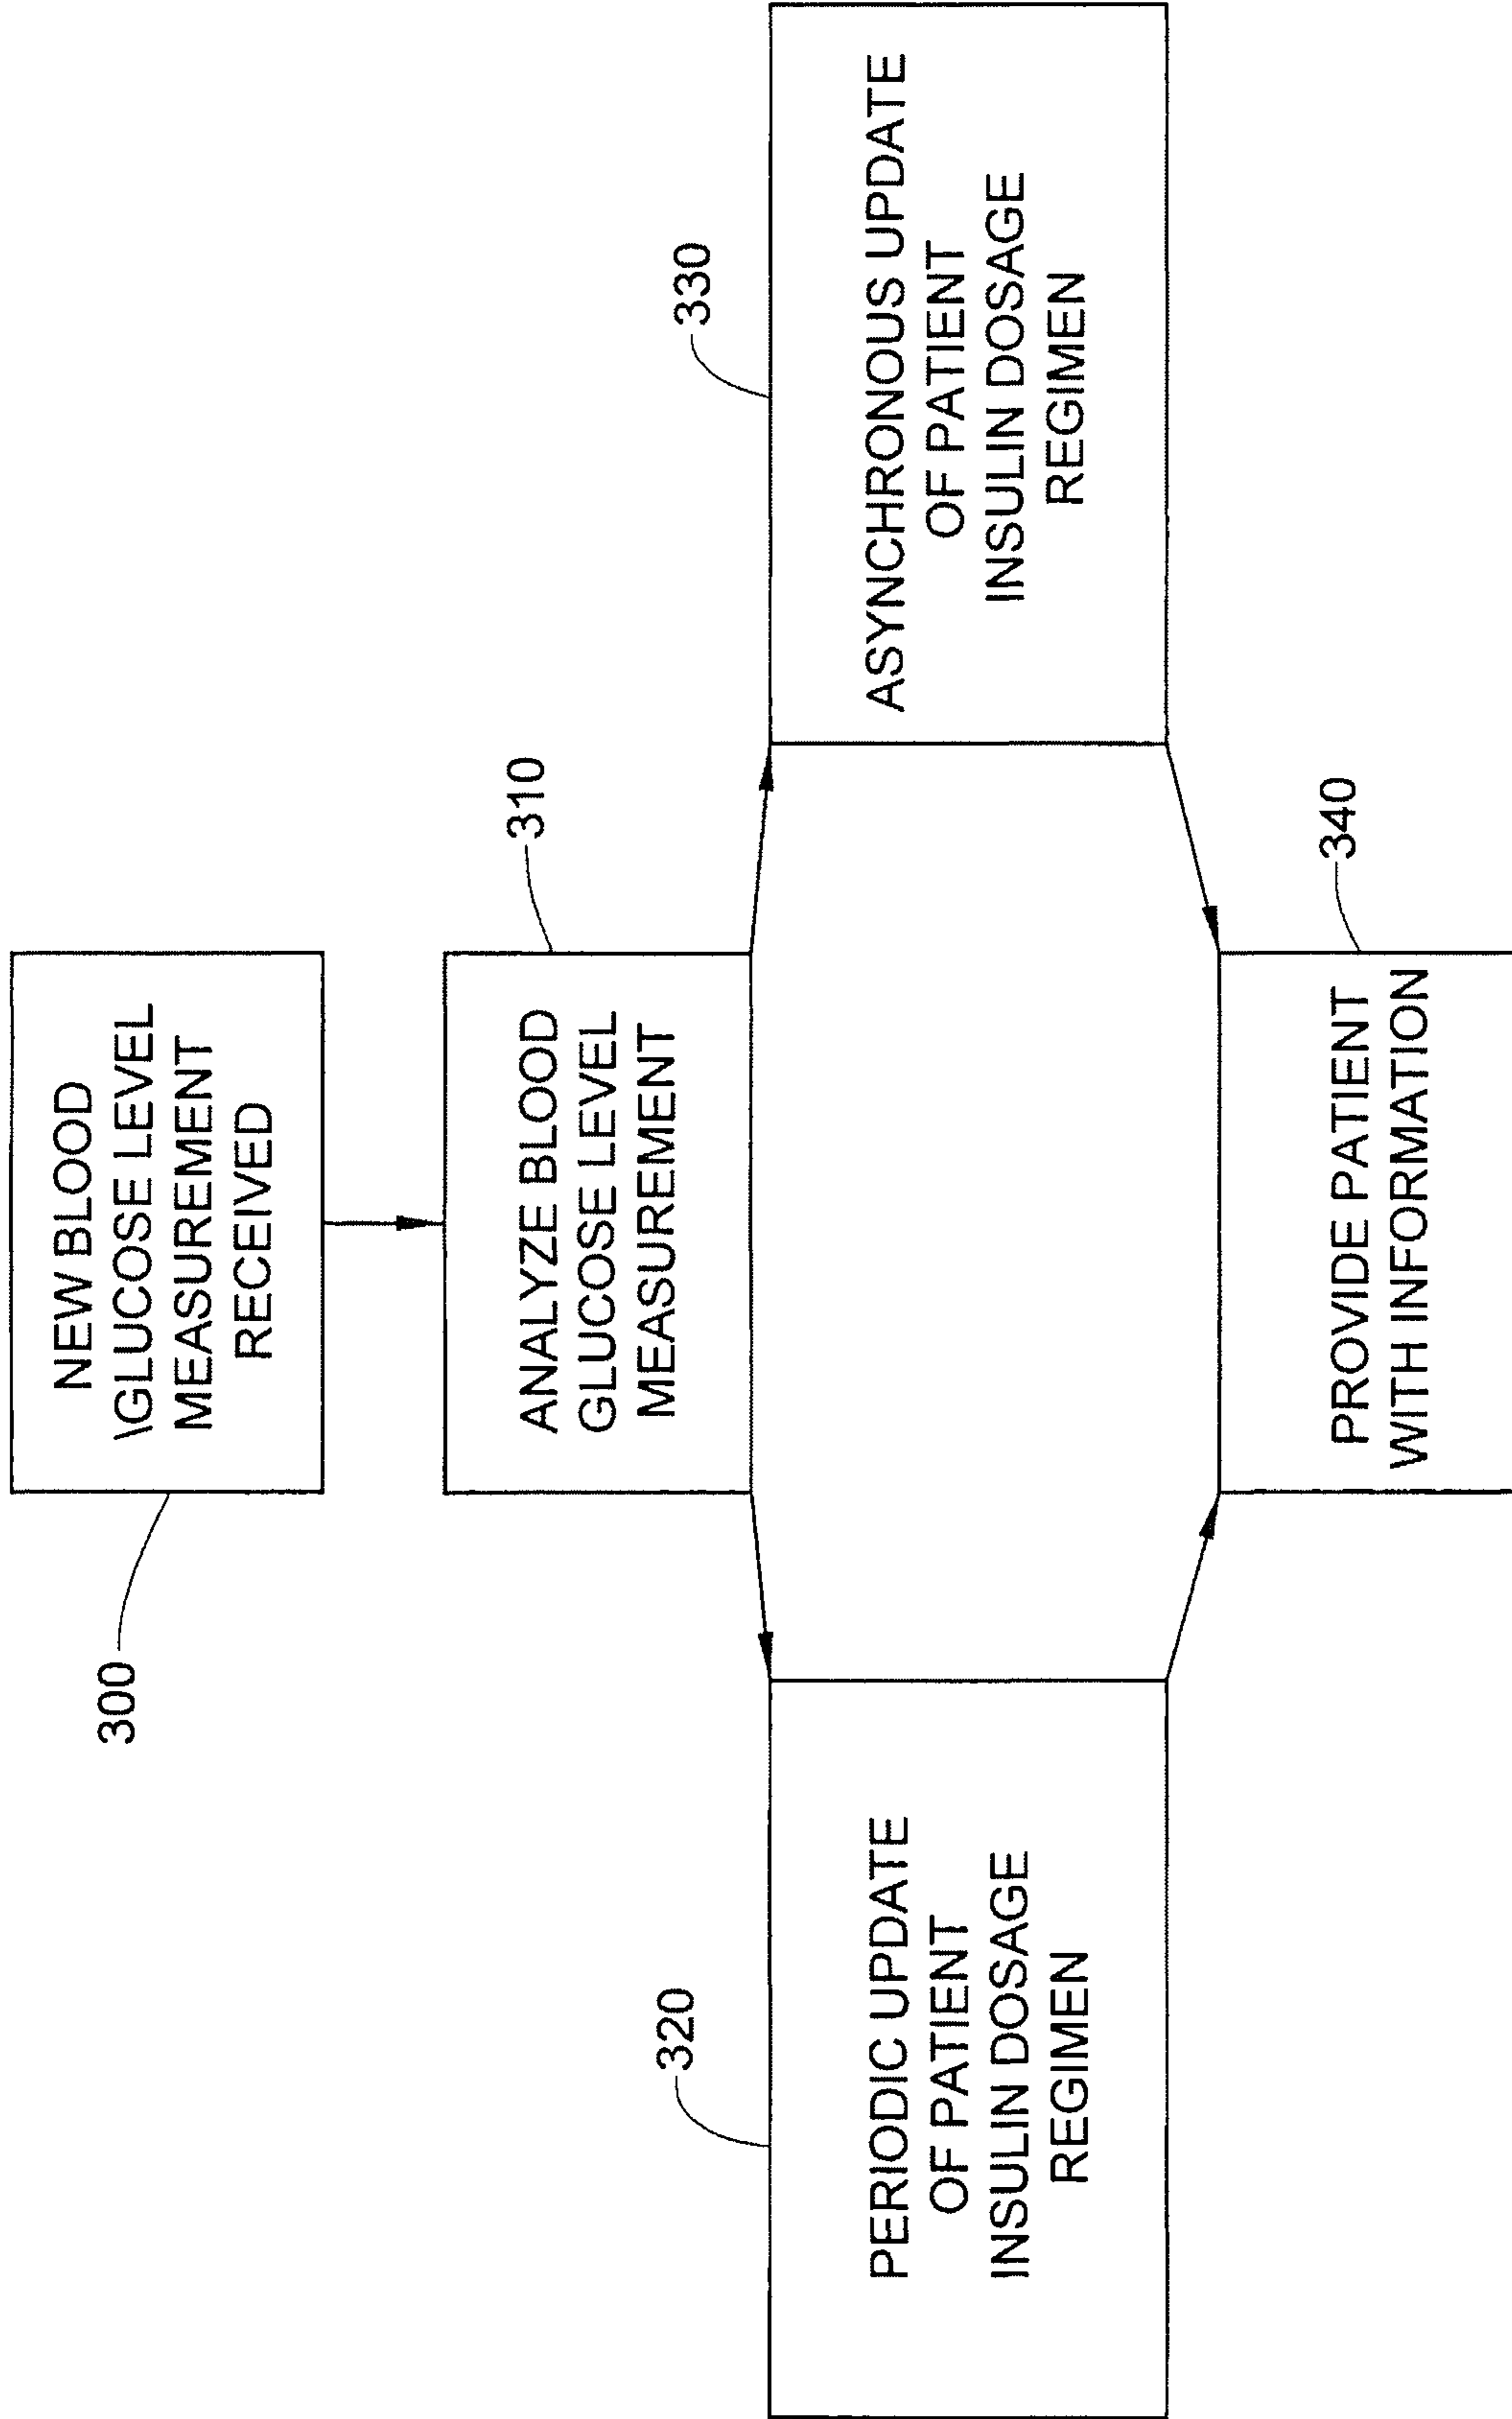 300
NEW BLOOD
\GLUCOSE LEVEL
MEASUREMENT
RECEIVED
310
ANALYZE BLOOD
GLUCOSE LEVEL
MEASUREMENT
320
PERIODIC UPDATE
OF PATIENT
INSULIN DOSAGE
REGIMEN
330
ASYNCHRONOUS UPDATE
OF PATIENT
INSULIN DOSAGE
REGIMEN
340
PROVIDE PATIENT
WITH INFORMATION